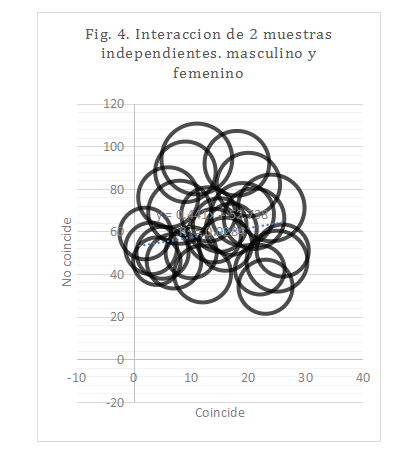 Fig. 4. Interaccion de 2 muestras
independientes. masculino y
femenino
120
100
80
60
40
20
0
-20
-10
0
10
20
30
40
No coincide
Coincide